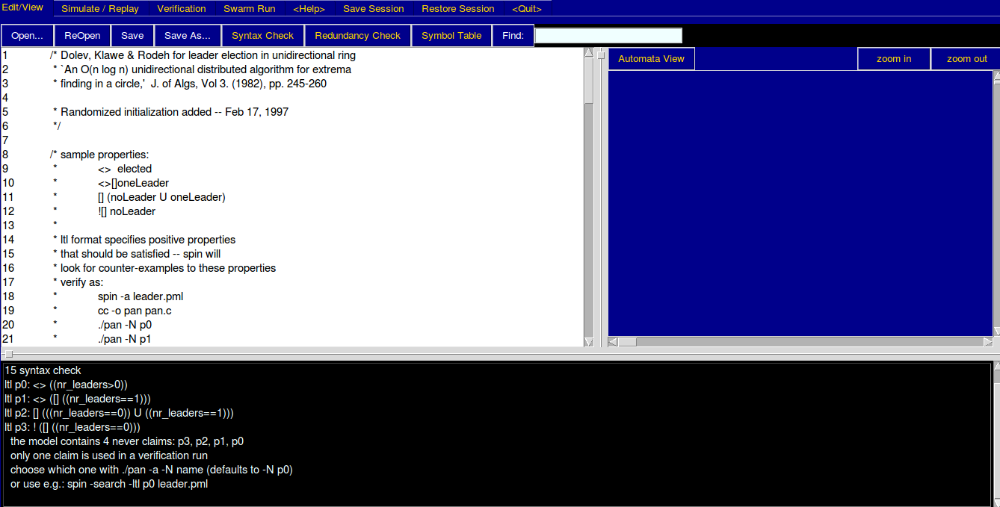 Edit/View Simulate / Replay Verification Swarm Run <Help> Save Session Restore Session <Quit>
Open... ReOpen Save Save As... Syntax Check Redundancy Check Symbol Table Find:
Automata View zoom in zoom out
1 /* Dolev, Klawe & Rodeh for leader election in unidirectional ring
2 * `An O(n log n) unidirectional distributed algorithm for extrema
3 * finding in a circle,' J. of Algs, Vol 3. (1982), pp. 245-260
4
5 * Randomized initialization added -- Feb 17, 1997
6 */
7
8 /* sample properties:
9 * <> elected
10 * <>[]oneLeader
11 * [] (noLeader U oneLeader)
12 * ![] noLeader
13 *
14 * ltl format specifies positive properties
15 * that should be satisfied -- spin will
16 * look for counter-examples to these properties
17 * verify as:
18 * spin -a leader.pml
19 * cc -o pan pan.c
20 * ./pan -N p0
21 * ./pan -N p1
15 syntax check
ltl p0: <> ((nr_leaders>0))
ltl p1: <> ([] ((nr_leaders==1)))
ltl p2: [] (((nr_leaders==0)) U ((nr_leaders==1)))
ltl p3: ! ([] ((nr_leaders==0)))
the model contains 4 never claims: p3, p2, p1, p0
only one claim is used in a verification run
choose which one with ./pan -a -N name (defaults to -N p0)
or use e.g.: spin -search -ltl p0 leader.pml